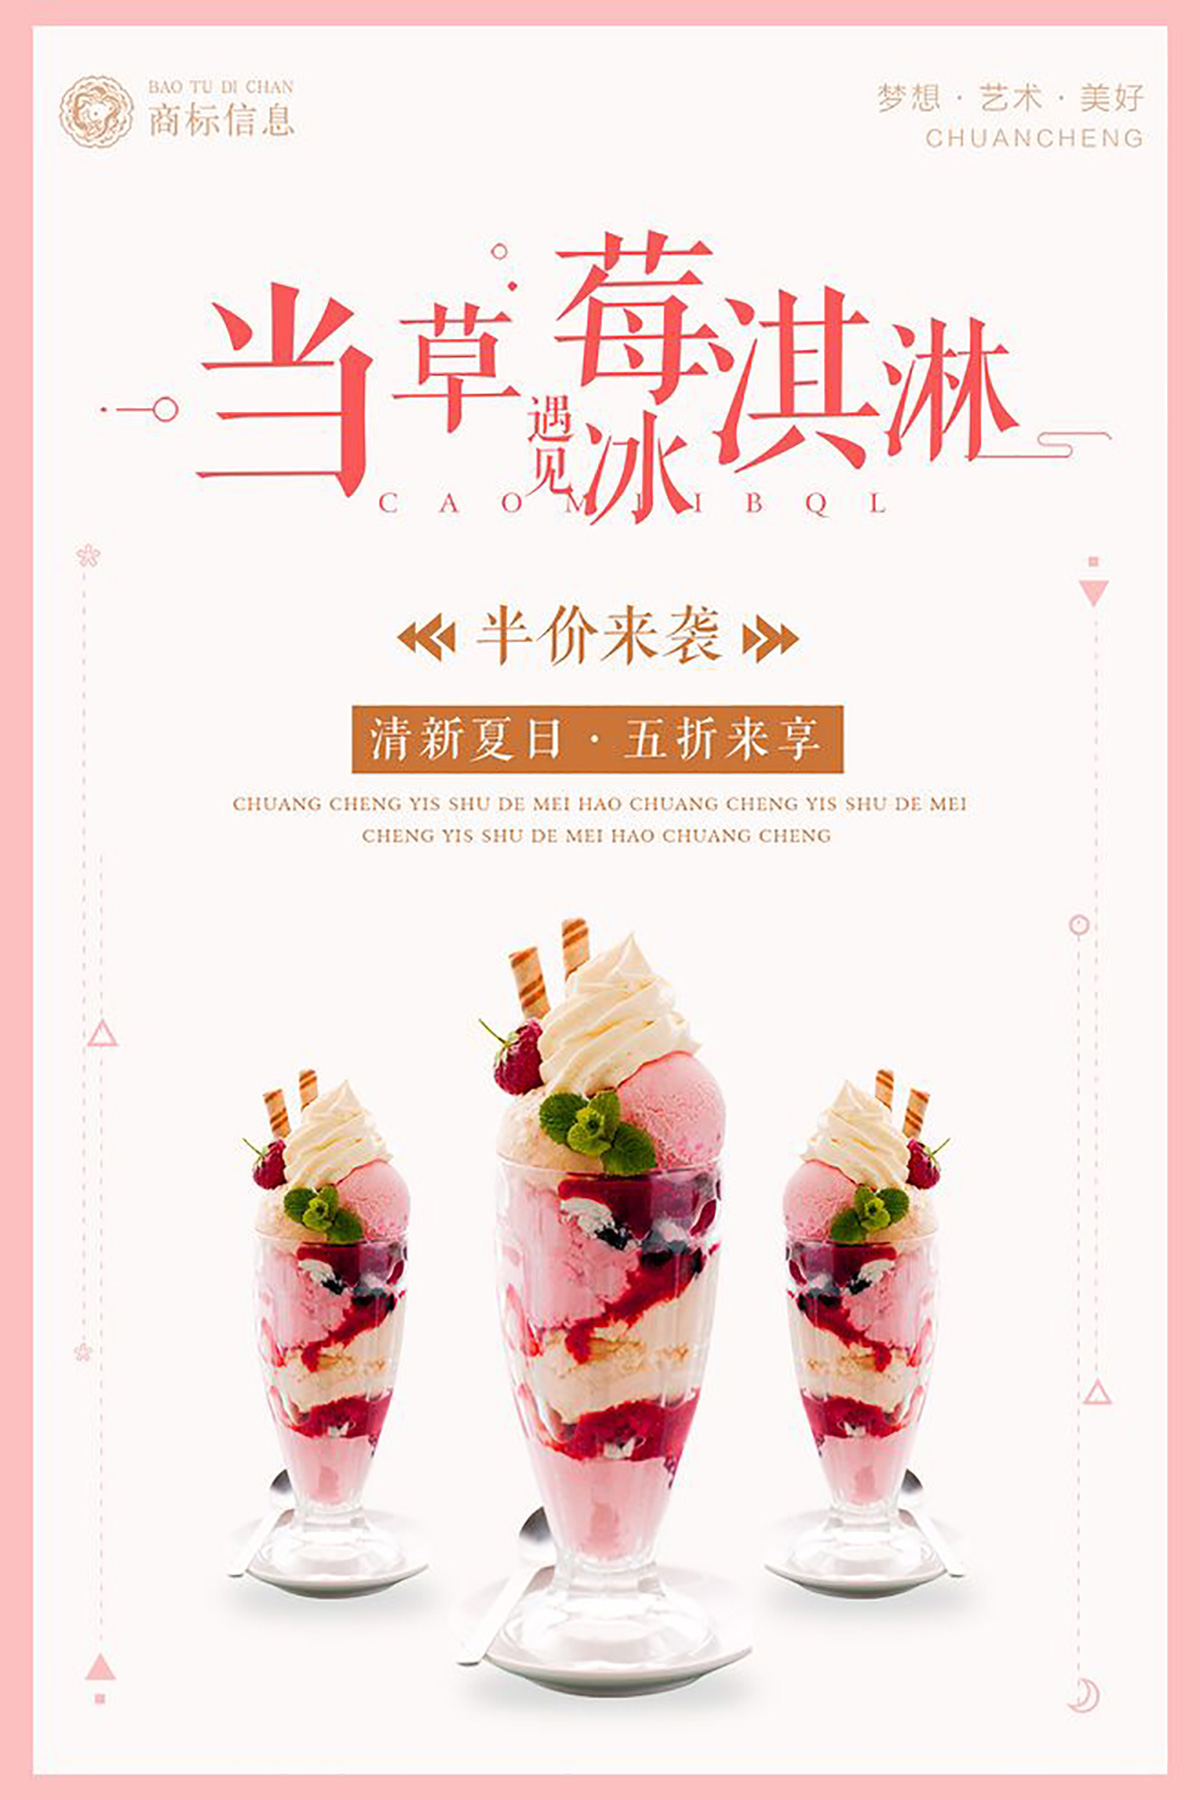 BAO TU DI CHAN
商标信息
梦想·艺术·美好
CHUANCHENG
当草莓遇见冰淇淋
CAOMEIBQL
半价来袭
清新夏日·五折来享
CHUANG CHENG YIS SHU DE MEI HAO CHUANG CHENG YIS SHU DE MEI
CHENG YIS SHU DE MEI HAO CHUANG CHENG